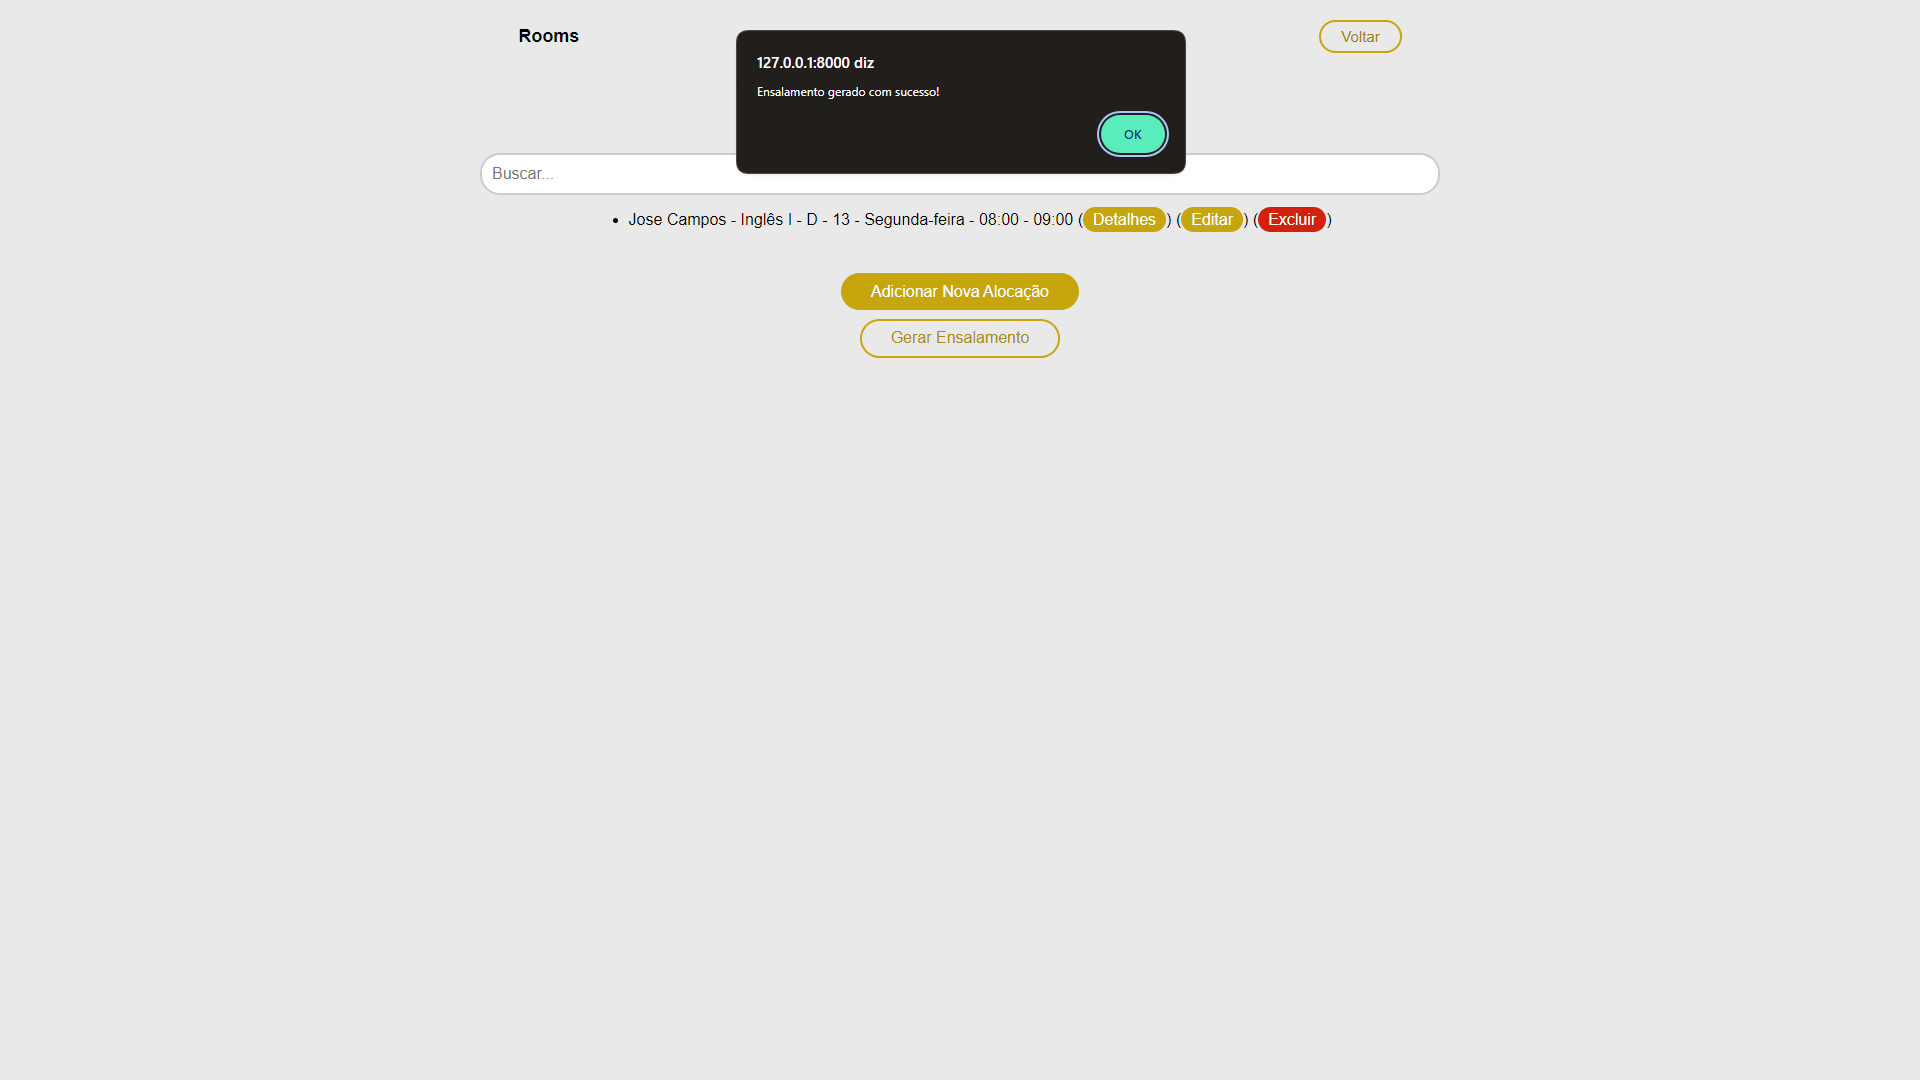 Rooms
Voltar
127.0.0.1:8000 diz
Ensalamento gerado com sucesso!
OK
Buscar...
Jose Campos - Inglês I - D - 13 - Segunda-feira - 08:00 - 09:00 (Detalhes) (Editar) (Excluir)
Adicionar Nova Alocação
Gerar Ensalamento